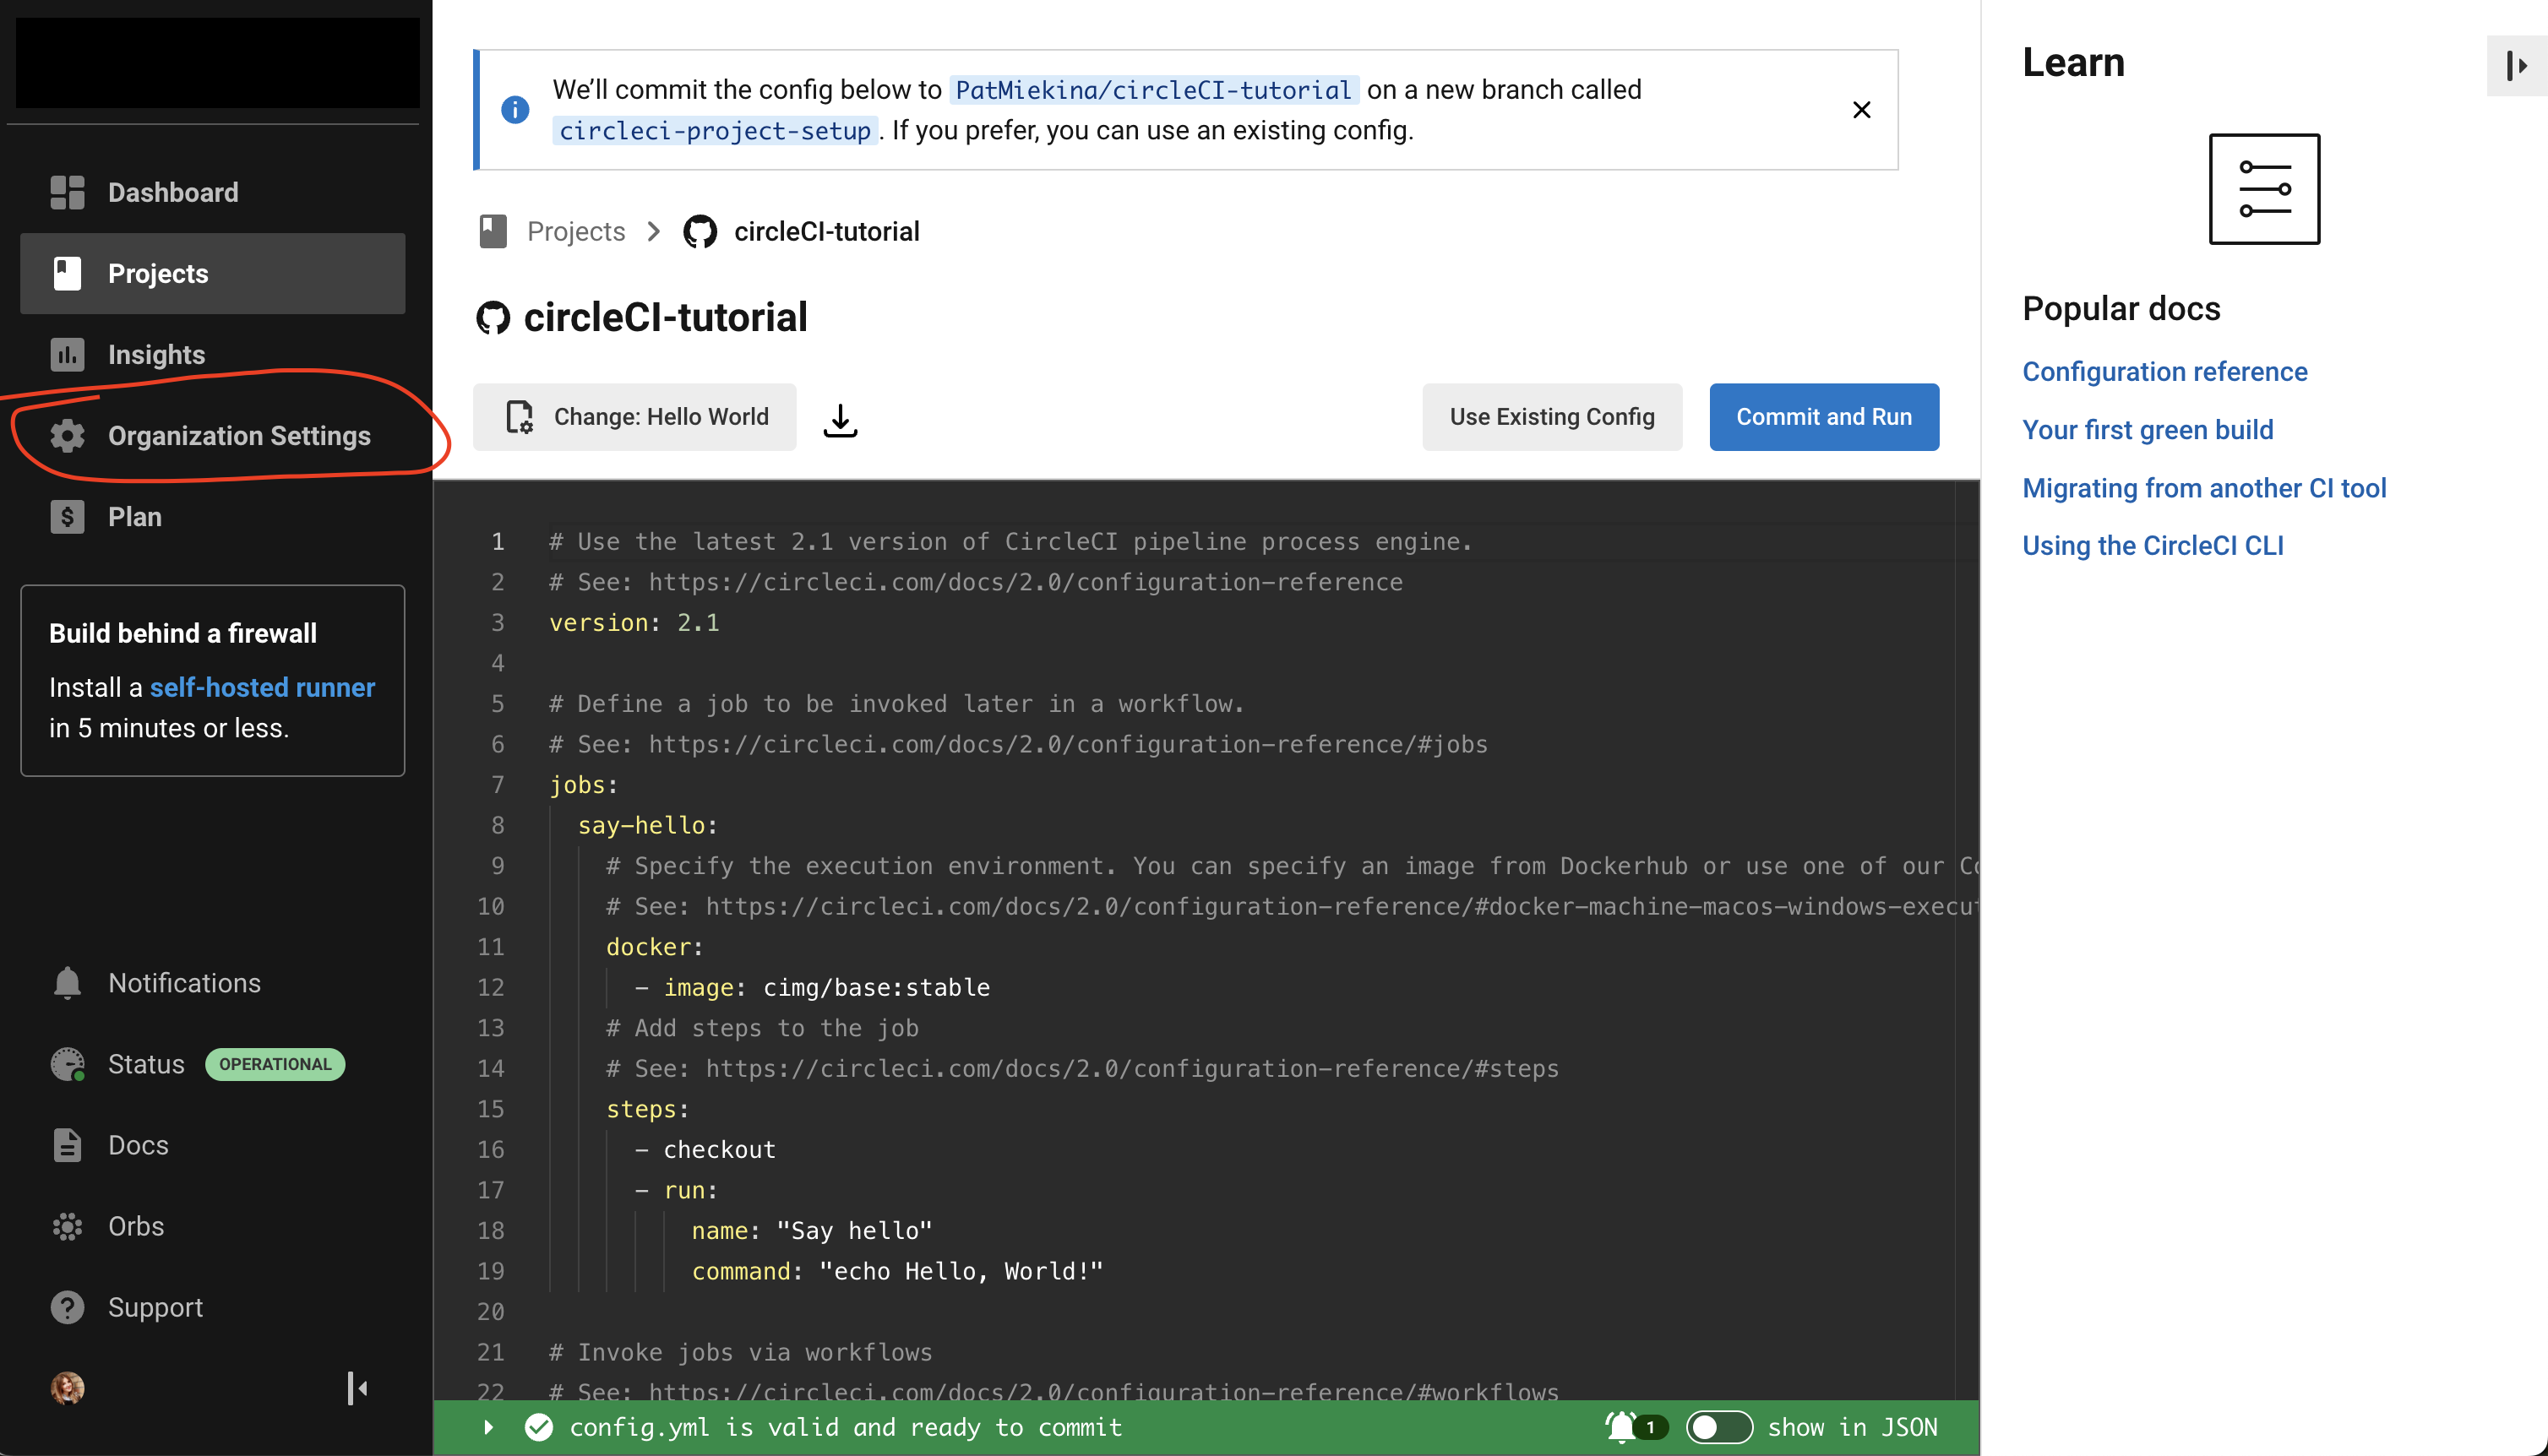 Dashboard
Projects
Insights
Organization Settings
Plan
Build behind a firewall
Install a self-hosted runner
in 5 minutes or less.
Notifications
Status OPERATIONAL
Docs
Orbs
Support
We’ll commit the config below to PatMiekina/circleCI-tutorial on a new branch called
circleci-project-setup. If you prefer, you can use an existing config.
Projects > circleCI-tutorial
circleCI-tutorial
Change: Hello World
Use Existing Config
Commit and Run
1 # Use the latest 2.1 version of CircleCI pipeline process engine.
2 # See: https://circleci.com/docs/2.0/configuration-reference
3 version: 2.1
4
5 # Define a job to be invoked later in a workflow.
6 # See: https://circleci.com/docs/2.0/configuration-reference/#jobs
7 jobs:
8 say-hello:
9 # Specify the execution environment. You can specify an image from Dockerhub or use one of our Co
10 # See: https://circleci.com/docs/2.0/configuration-reference/#docker-machine-macos-windows-execut
11 docker:
12 - image: cimg/base:stable
13 # Add steps to the job
14 # See: https://circleci.com/docs/2.0/configuration-reference/#steps
15 steps:
16 - checkout
17 - run:
18 name: "Say hello"
19 command: "echo Hello, World!"
20
21 # Invoke jobs via workflows
22 # See: https://circleci.com/docs/2.0/configuration-reference/#workflows
config.yml is valid and ready to commit
1
show in JSON
Learn
Popular docs
Configuration reference
Your first green build
Migrating from another CI tool
Using the CircleCI CLI